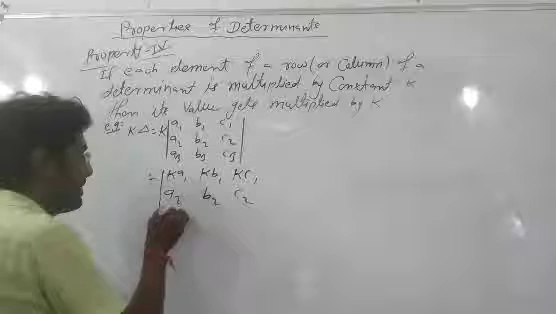 Properties of Determinants
Property-IV
If each element of a row (or Column) of a
determinant is multiplied by Constant K
then its Value gets multiplied by K
eg:- K Δ = K | a₁ b₁ c₁ |
a₂ b₂ c₂
a₃ b₃ c₃
= | Ka₁ Kb₁ Kc₁
a₂ b₂ c₂